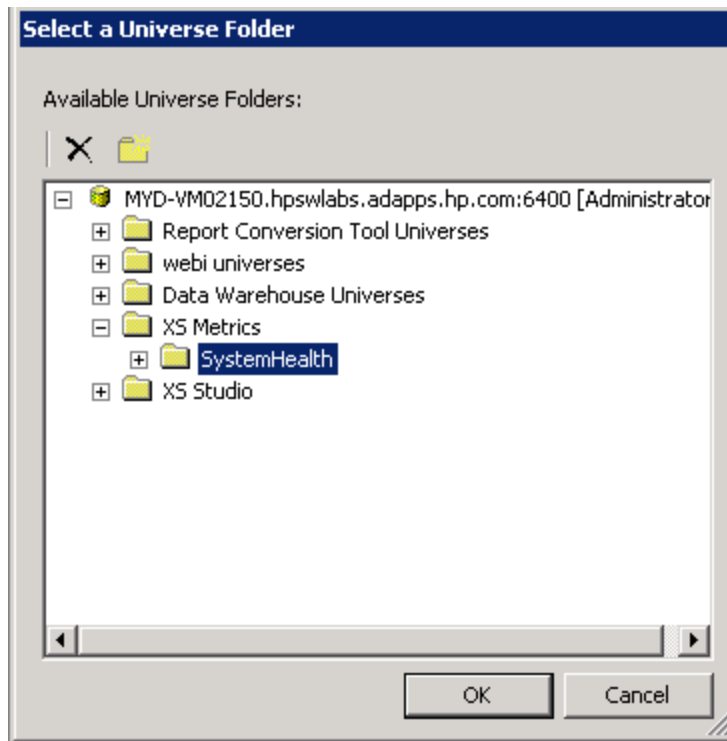 Select a Universe Folder
Available Universe Folders:
MYD-VM02150.hpswlabs.adapps.hp.com:6400 [Administrator
Report Conversion Tool Universes
webi universes
Data Warehouse Universes
XS Metrics
SystemHealth
XS Studio
OK Cancel